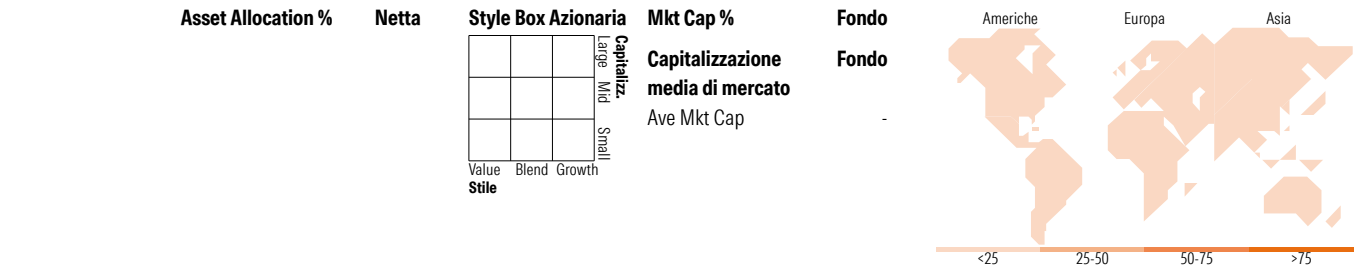 Asset Allocation % Netta
Style Box Azionaria
Capitalizz.
Large Mid Small
Value Blend Growth
Stile
Mkt Cap % Fondo
Capitalizzazione Fondo
media di mercato
Ave Mkt Cap -
Americhe Europa Asia
<25 25-50 50-75 >75